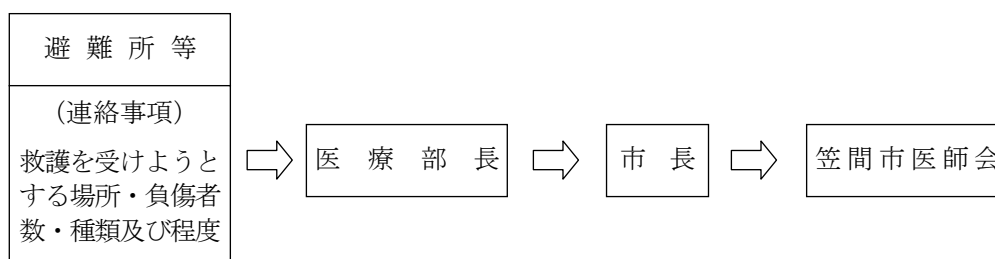 避難所等
(連絡事項)
救護を受けようと
する場所・負傷者
数・種類及び程度
医療部長
市長
笠間市医師会